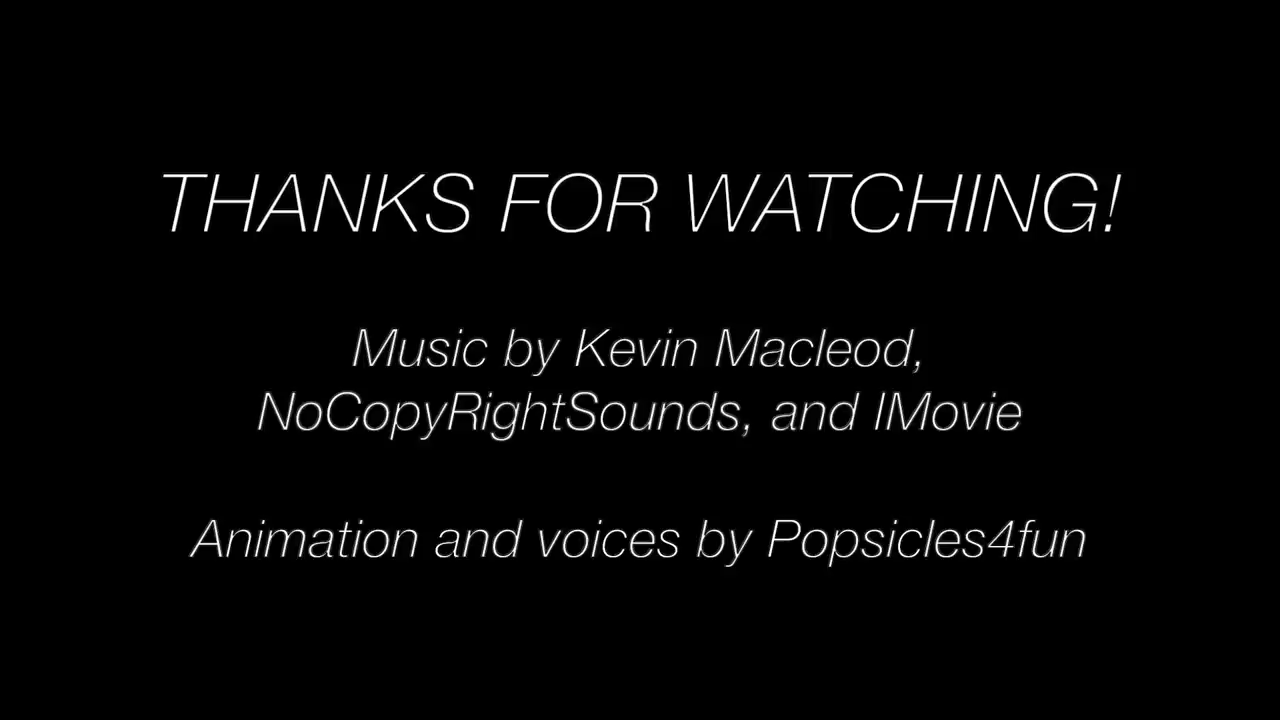 THANKS FOR WATCHING!
Music by Kevin Macleod,
NoCopyRightSounds, and IMovie
Animation and voices by Popsicles4fun